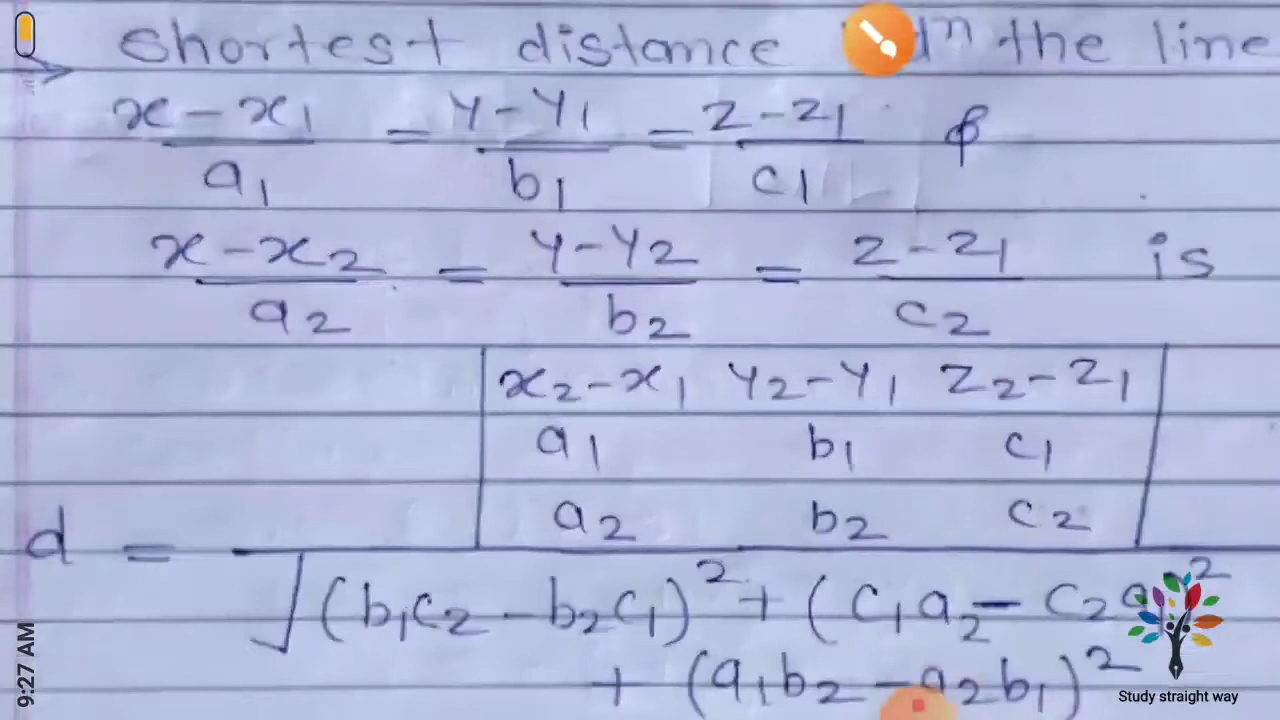 shortest distance the line
x-x1/a1 = y-y1/b1 = z-z1/c1 &
x-x2/a2 = y-y2/b2 = z-z1/c2 is
x2-x1 y2-y1 z2-z1
a1 b1 c1
a2 b2 c2
d =
√(b1c2-b2c1)²+(c1a2-c2a1)²
+(a1b2-a2b1)²
Study straight way
9:27 AM